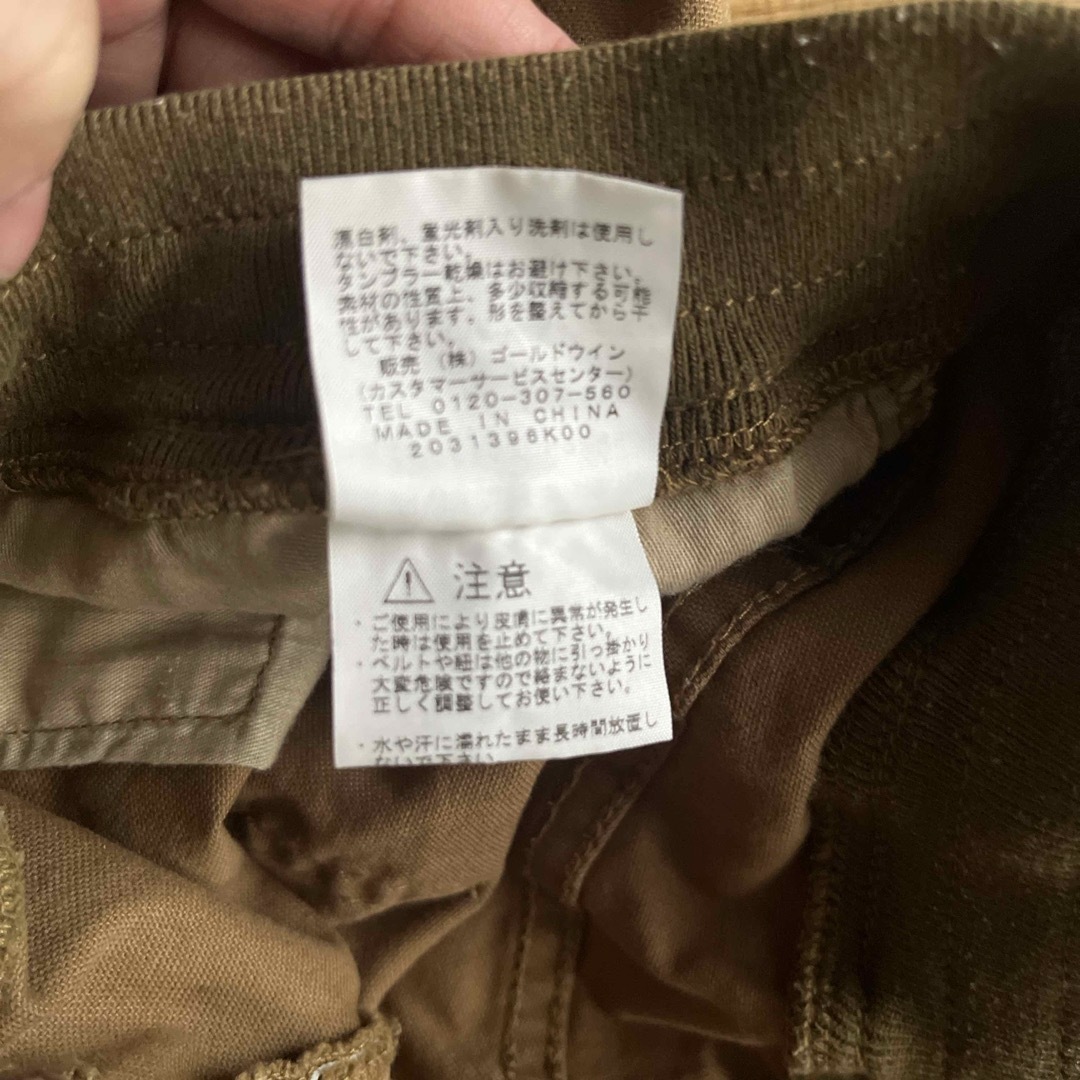 漂白剤、蛍光剤入り洗剤は使用し
ないで下さい。
タンブラー乾燥はお避け下さい。
素材の性質上、多少収縮する可能
性があります。形を整えてから干
して下さい。
販売 (株) ゴールドウイン
(カスタマーサービスセンター)
TEL 0120-307-560
MADE IN CHINA
2031396K00
注意
・ご使用により皮膚に異常が発生し
た時は使用を止めて下さい。
・ベルトや紐は他の物に引っ掛かり
大変危険ですので絡まないように
正しく調整してお使い下さい。
・水や汗に濡れたまま長時間放置し
ないで下さい